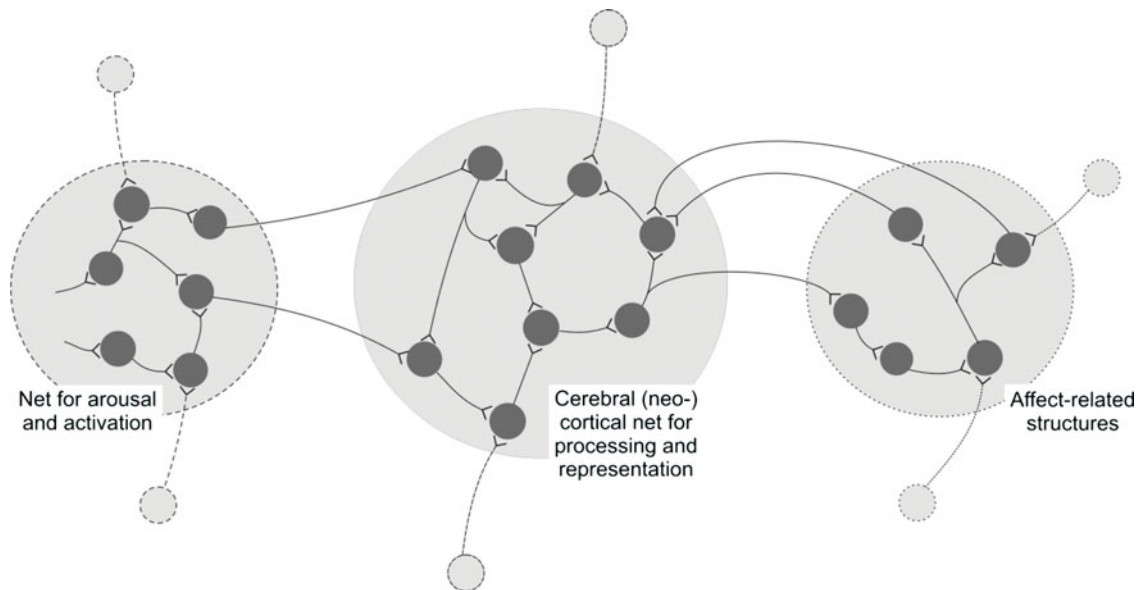 Net for arousal
and activation
Cerebral (neo-)
cortical net for
processing and
representation
Affect-related
structures